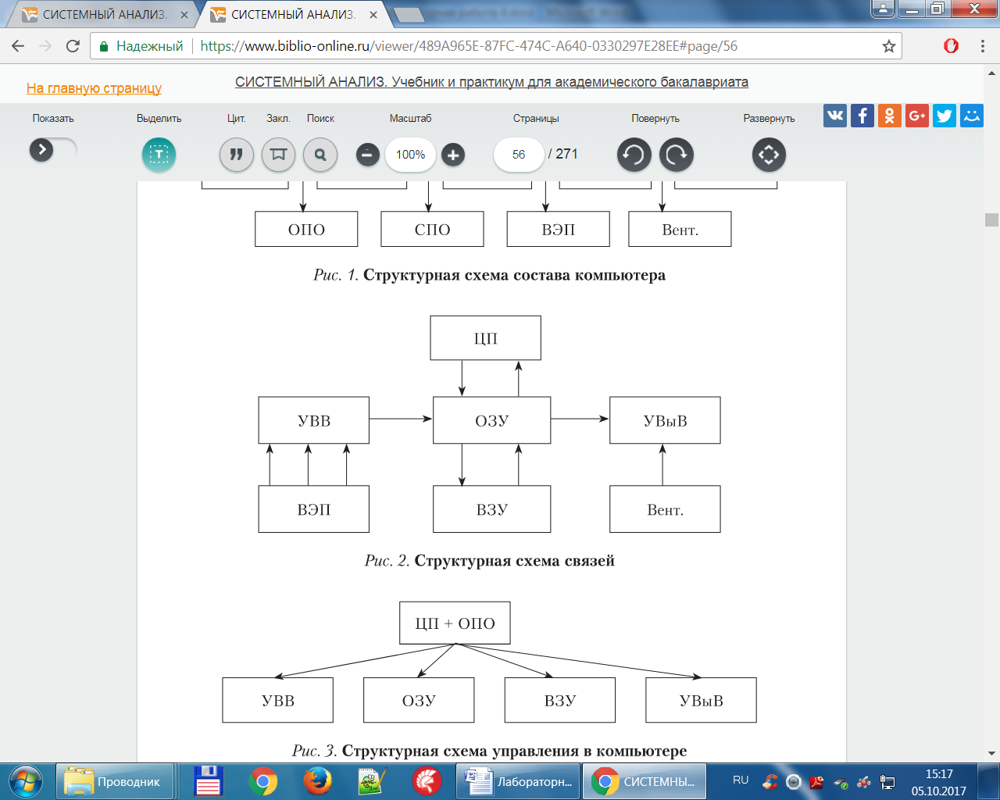 СИСТЕМНЫЙ АНАЛИЗ.
СИСТЕМНЫЙ АНАЛИЗ.
Надежный
https://www.biblio-online.ru/viewer/489A965E-87FC-474C-A640-0330297E28EE#page/56
На главную страницу
СИСТЕМНЫЙ АНАЛИЗ. Учебник и практикум для академического бакалавриата
Показать
Выделить
Цит.
Закл.
Поиск
Масштаб
Страницы
Повернуть
Развернуть
T
100%
56 / 271
ОПО
СПО
ВЭП
Вент.
Рис. 1. Структурная схема состава компьютера
ЦП
УВВ
ОЗУ
УВыВ
ВЭП
ВЗУ
Вент.
Рис. 2. Структурная схема связей
ЦП + ОПО
УВВ
ОЗУ
ВЗУ
УВыВ
Рис. 3. Структурная схема управления в компьютере
Проводник
Лабораторн...
СИСТЕМНЫ...
RU
15:17
05.10.2017